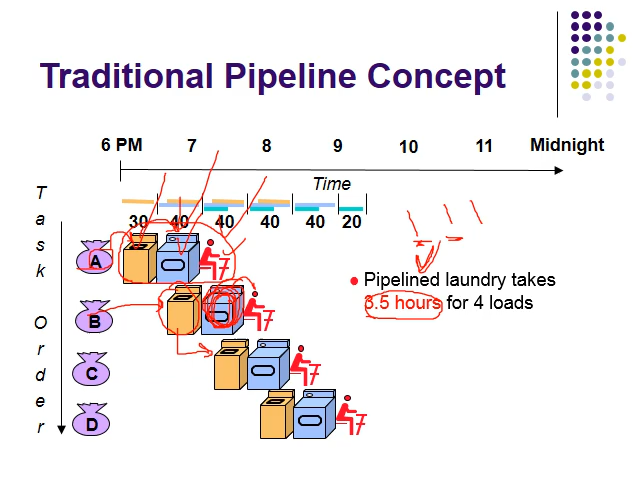 Traditional Pipeline Concept
6 PM 7 8 9 10 11 Midnight
Time
30 40 40 40 40 20
Task Order
A
B
C
D
Pipelined laundry takes
3.5 hours for 4 loads